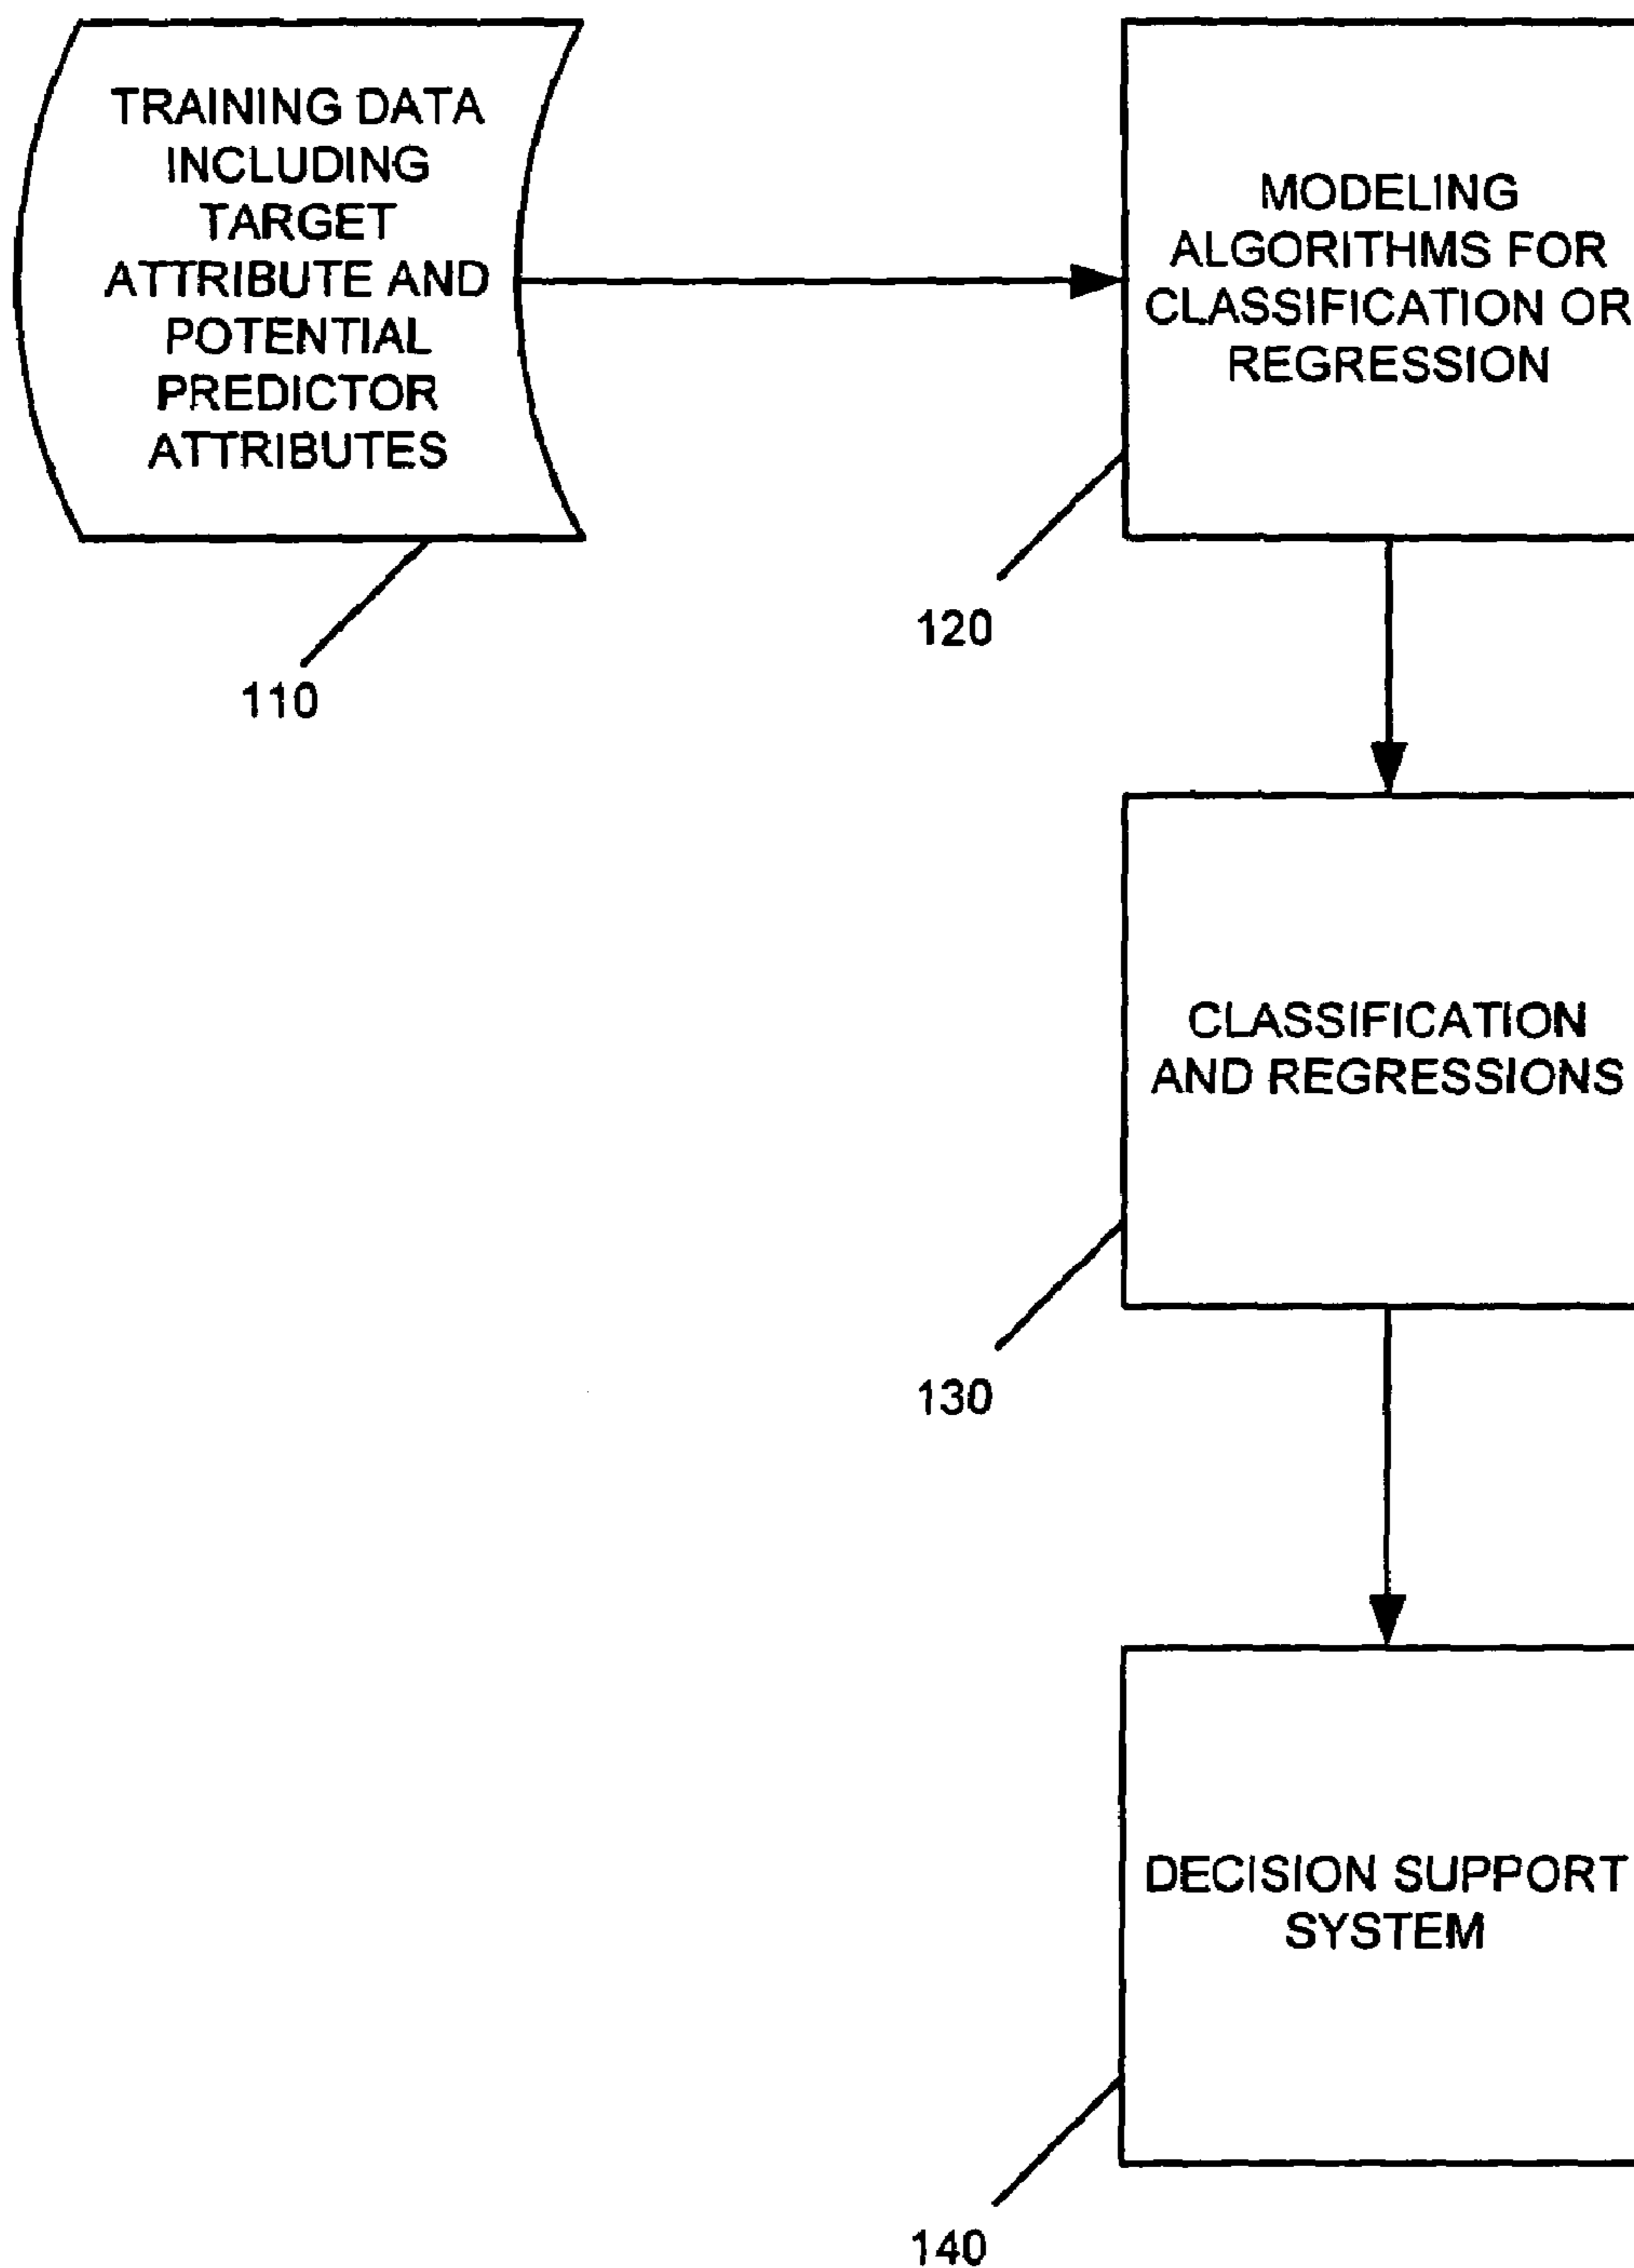 TRAINING DATA
INCLUDING
TARGET
ATTRIBUTE AND
POTENTIAL
PREDICTOR
ATTRIBUTES
110
MODELING
ALGORITHMS FOR
CLASSIFICATION OR
REGRESSION
120
CLASSIFICATION
AND REGRESSIONS
130
DECISION SUPPORT
SYSTEM
140